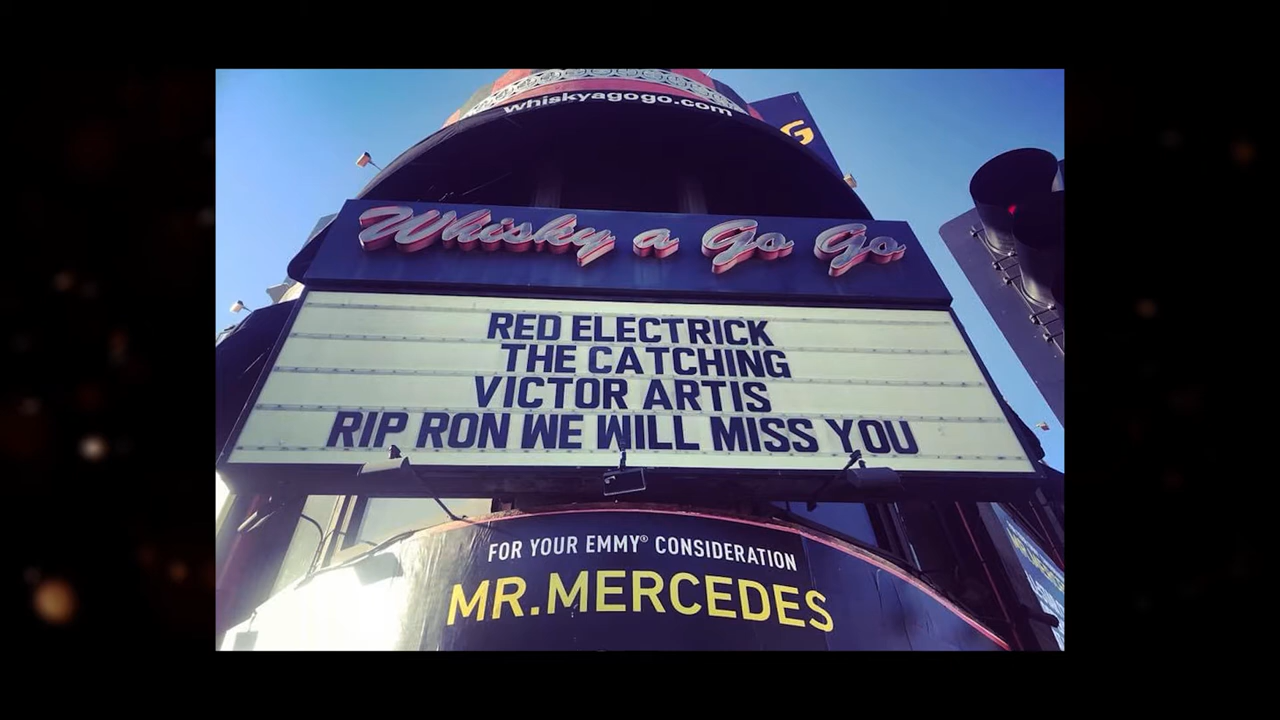 whiskyagogo.com
G
Whisky a Go Go
RED ELECTRICK
THE CATCHING
VICTOR ARTIS
RIP RON WE WILL MISS YOU
FOR YOUR EMMY® CONSIDERATION
MR.MERCEDES